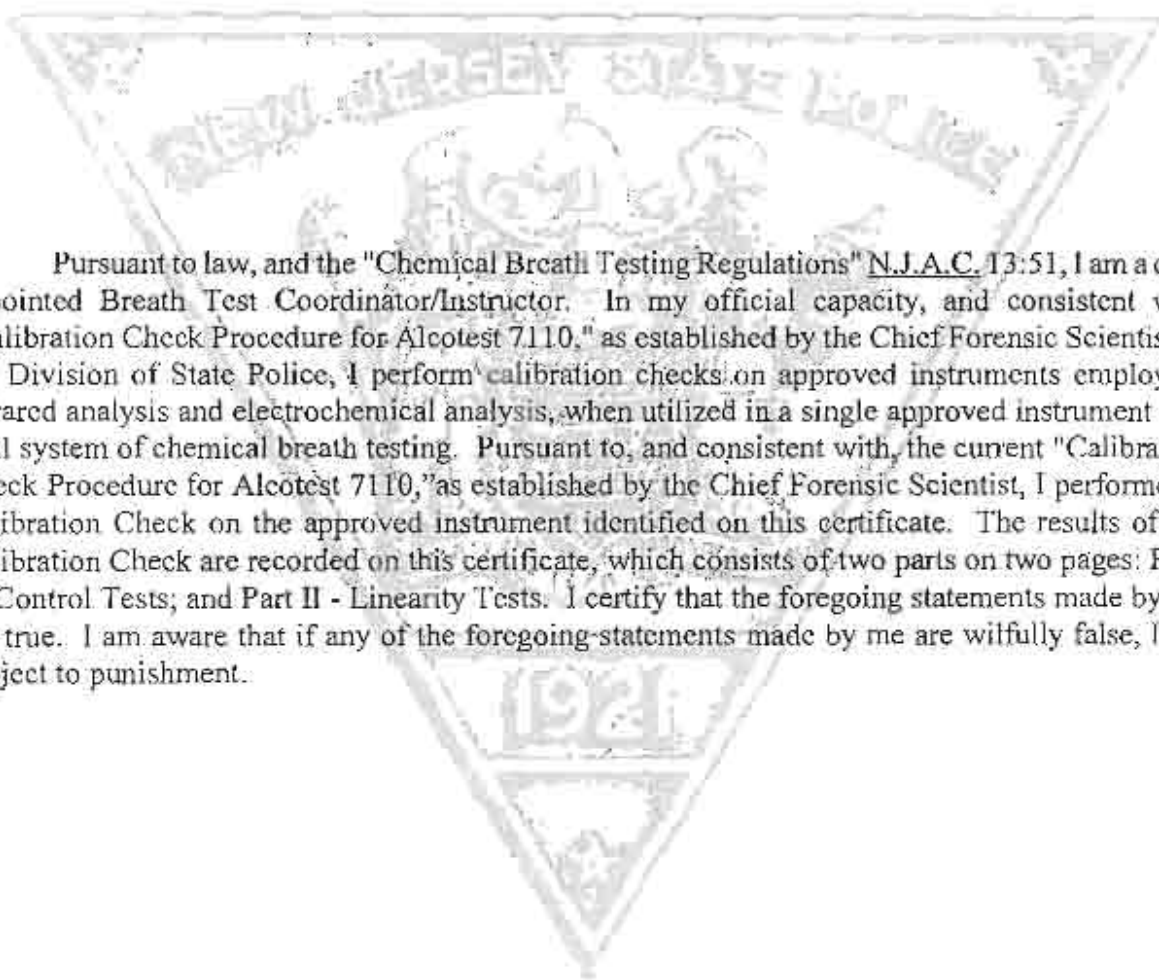 NEW JERSEY STATE POLICE
Pursuant to law, and the "Chemical Breath Testing Regulations" N.J.A.C. 13:51, I am a d
ointed Breath Test Coordinator/Instructor. In my official capacity, and consistent w
alibration Check Procedure for Alcotest 7110," as established by the Chief Forensic Scientis
Division of State Police, I perform calibration checks on approved instruments employ
rared analysis and electrochemical analysis, when utilized in a single approved instrument
al system of chemical breath testing. Pursuant to, and consistent with, the current "Calibra
eck Procedure for Alcotest 7110," as established by the Chief Forensic Scientist, I performe
ibration Check on the approved instrument identified on this certificate. The results of
ibration Check are recorded on this certificate, which consists of two parts on two pages: P
Control Tests; and Part II - Linearity Tests. I certify that the foregoing statements made by
true. I am aware that if any of the foregoing statements made by me are wilfully false, I
ject to punishment.
1921